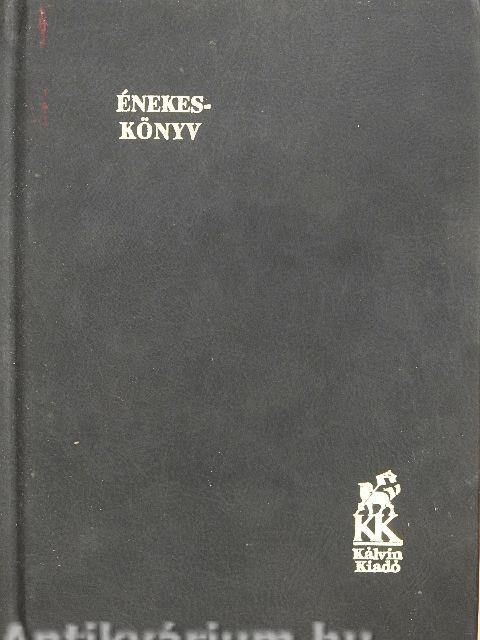 ÉNEKES-
KÖNYV
KK
Kálvin
Kiadó
Antikvárium.hu